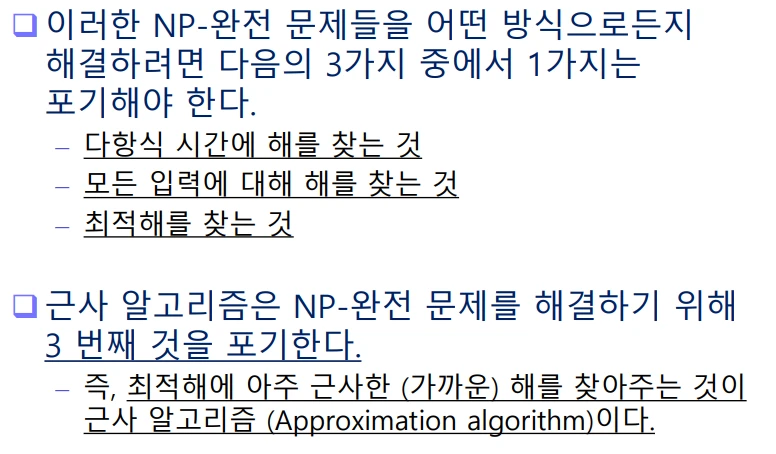 ❑ 이러한 NP-완전 문제들을 어떤 방식으로든지
해결하려면 다음의 3가지 중에서 1가지는
포기해야 한다.
– 다항식 시간에 해를 찾는 것
– 모든 입력에 대해 해를 찾는 것
– 최적해를 찾는 것
❑ 근사 알고리즘은 NP-완전 문제를 해결하기 위해
3 번째 것을 포기한다.
– 즉, 최적해에 아주 근사한 (가까운) 해를 찾아주는 것이
근사 알고리즘 (Approximation algorithm)이다.